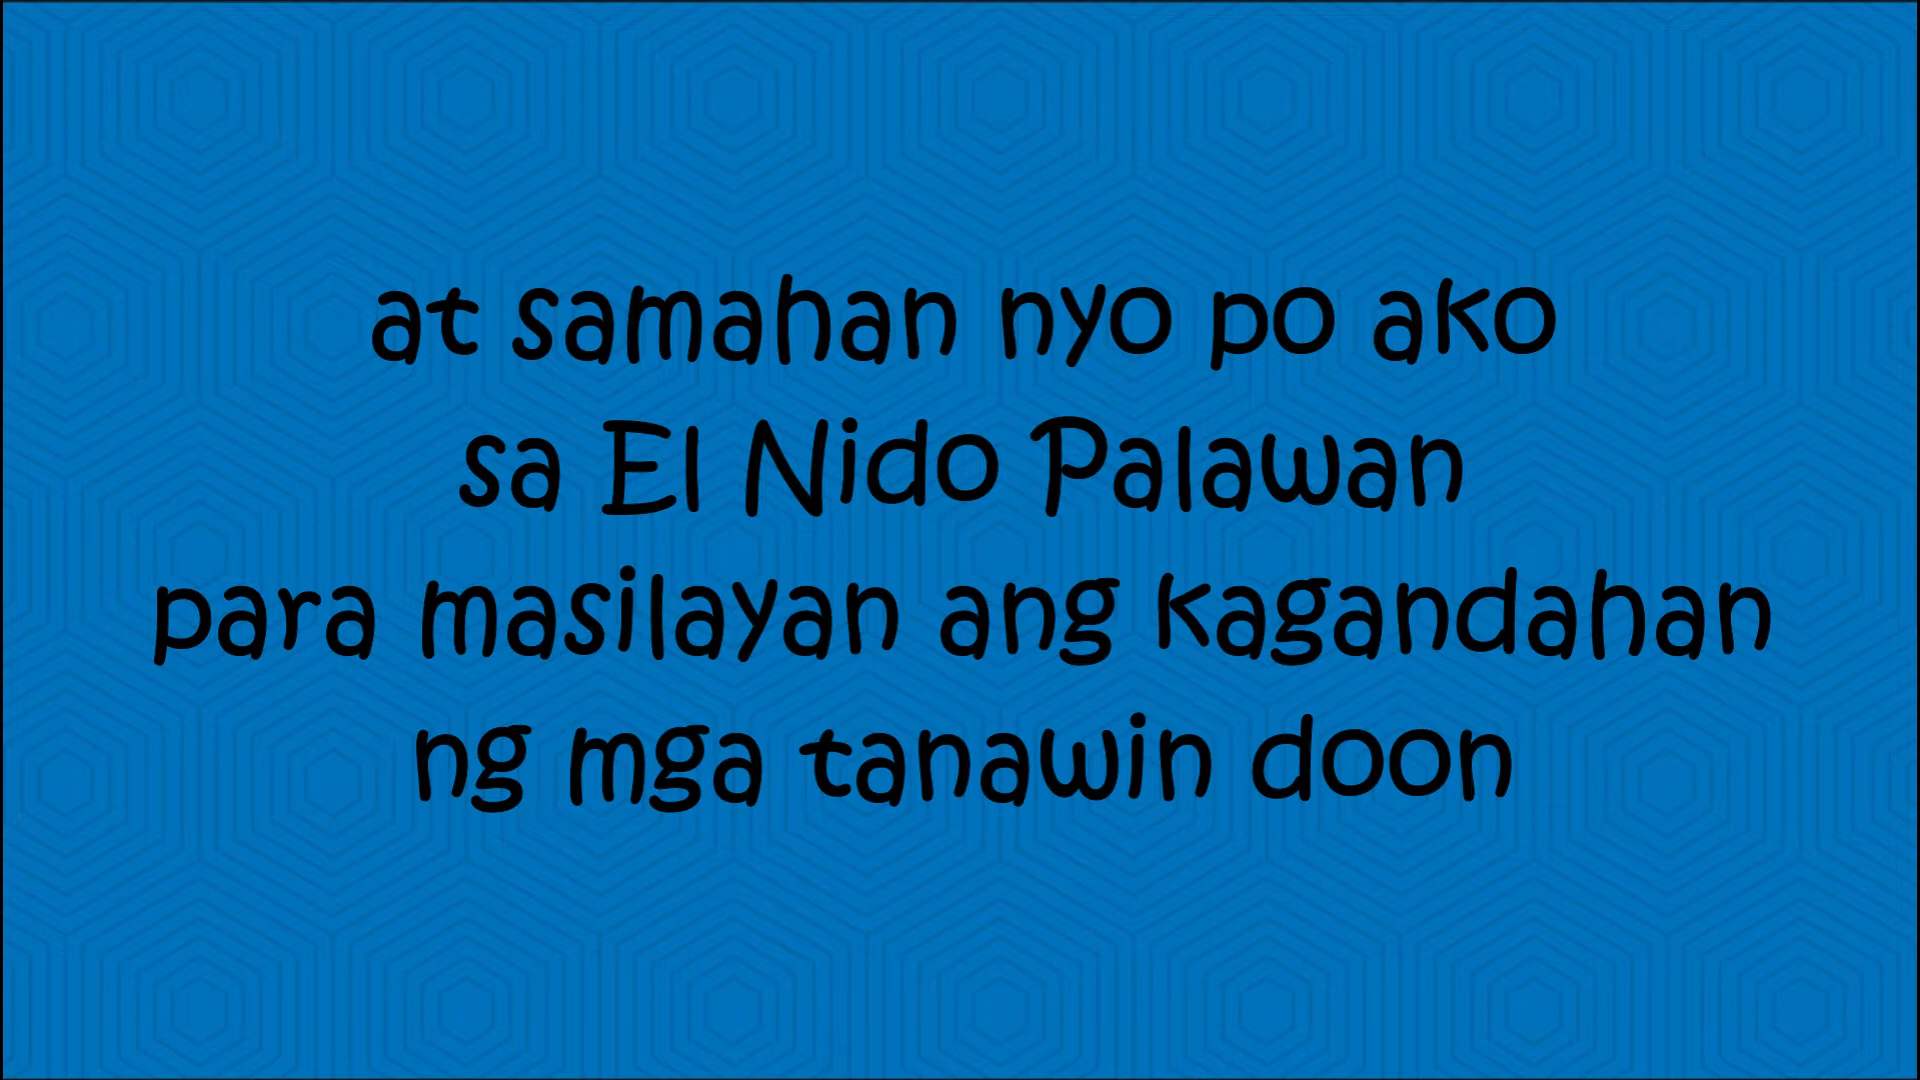 at samahan nyo po ako
sa El Nido Palawan
para masilayan ang kagandahan
ng mga tanawin doon